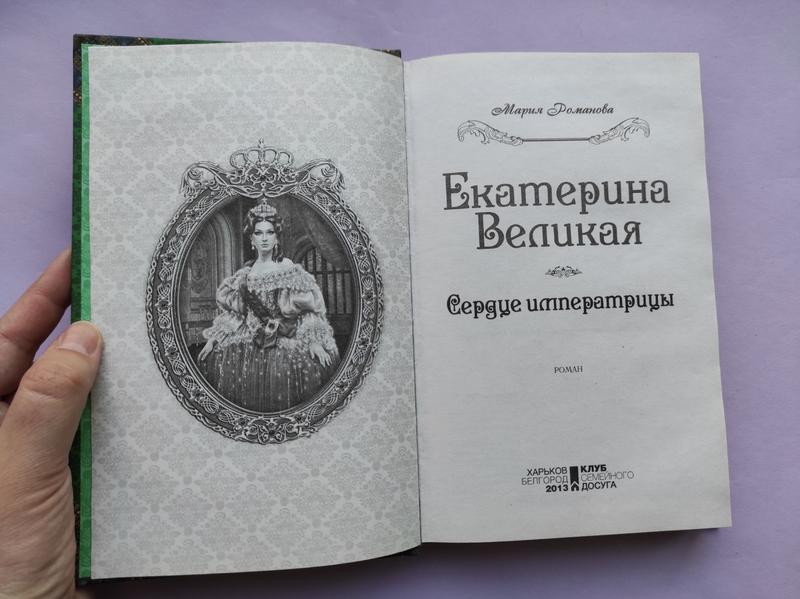 Мария Романова
Екатерина
Великая
Сердце императрицы
РОМАН
ХАРЬКОВ
БЕЛГОРОД
2013
КЛУБ
СЕМЕЙНОГО
ДОСУГА